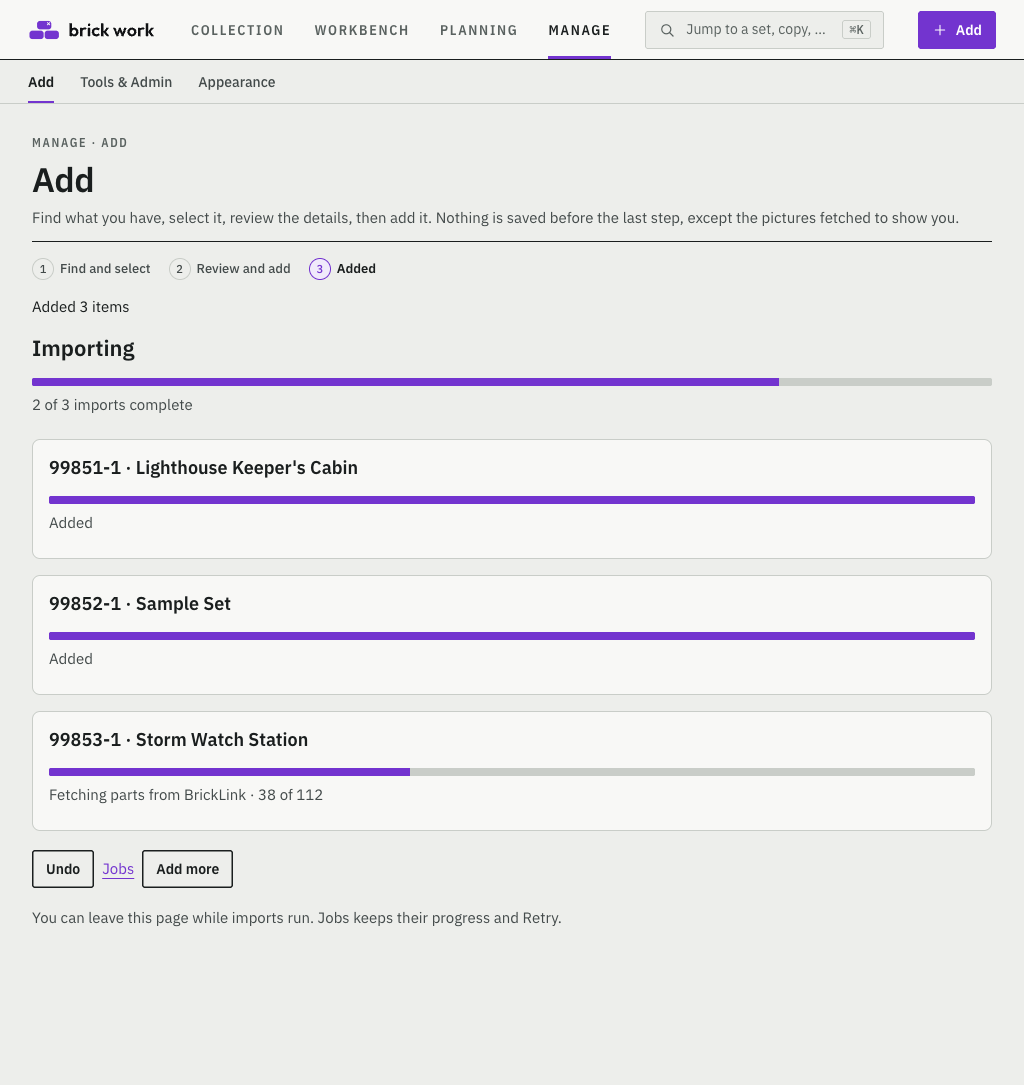 brick work
COLLECTION
WORKBENCH
PLANNING
MANAGE
Jump to a set, copy, ...
⌘K
+ Add
Add
Tools & Admin
Appearance
MANAGE · ADD
Add
Find what you have, select it, review the details, then add it. Nothing is saved before the last step, except the pictures fetched to show you.
1 Find and select
2 Review and add
3 Added
Added 3 items
Importing
2 of 3 imports complete
99851-1 · Lighthouse Keeper's Cabin
Added
99852-1 · Sample Set
Added
99853-1 · Storm Watch Station
Fetching parts from BrickLink · 38 of 112
Undo
Jobs
Add more
You can leave this page while imports run. Jobs keeps their progress and Retry.